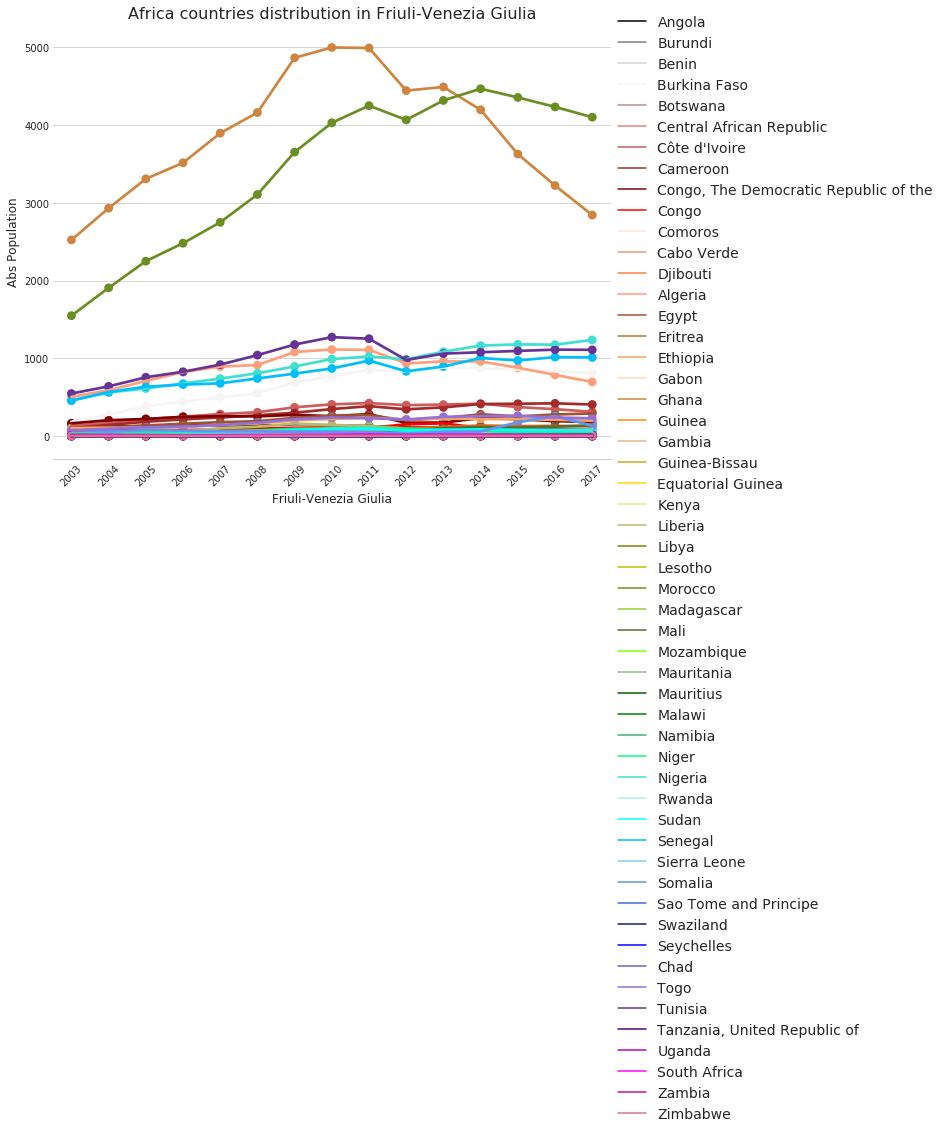 Africa countries distribution in Friuli-Venezia Giulia
Abs Population
5000
4000
3000
2000
1000
0
2003
2004
2005
2006
2007
2008
2009
2010
2011
2012
2013
2014
2015
2016
2017
Friuli-Venezia Giulia
Angola
Burundi
Benin
Burkina Faso
Botswana
Central African Republic
Côte d'Ivoire
Cameroon
Congo, The Democratic Republic of the
Congo
Comoros
Cabo Verde
Djibouti
Algeria
Egypt
Eritrea
Ethiopia
Gabon
Ghana
Guinea
Gambia
Guinea-Bissau
Equatorial Guinea
Kenya
Liberia
Libya
Lesotho
Morocco
Madagascar
Mali
Mozambique
Mauritania
Mauritius
Malawi
Namibia
Niger
Nigeria
Rwanda
Sudan
Senegal
Sierra Leone
Somalia
Sao Tome and Principe
Swaziland
Seychelles
Chad
Togo
Tunisia
Tanzania, United Republic of
Uganda
South Africa
Zambia
Zimbabwe